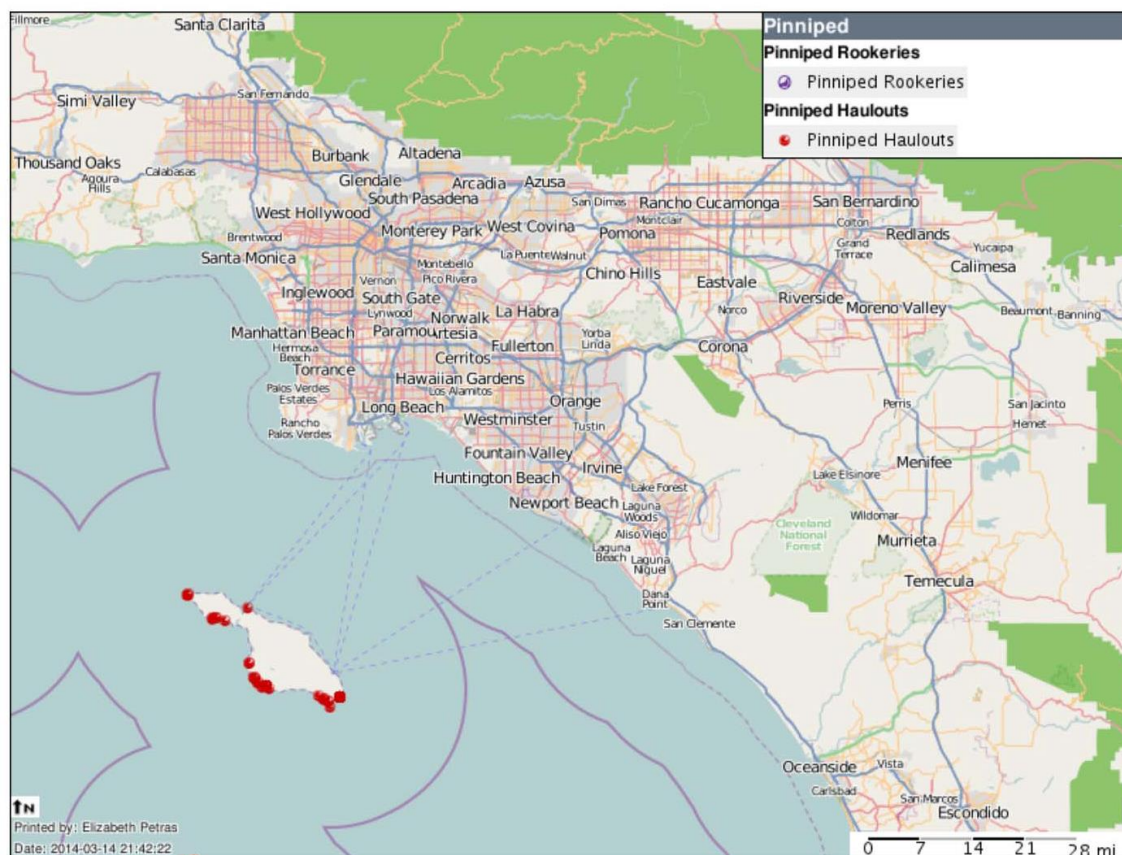 Pinniped
Pinniped Rookeries
Pinniped Rookeries
Pinniped Haulouts
Pinniped Haulouts
Fillmore
Santa Clarita
San Fernando
Simi Valley
Thousand Oaks
Agoura
Hills
Calabasas
Burbank
Altadena
Glendale
Arcadia
Azusa
South Pasadena
San Dimas
Rancho Cucamonga
San Bernardino
West Hollywood
Montclair
Colton
Brentwood
Monterey Park
West Covina
Pomona
Grand
Terrace
Redlands
Santa Monica
Montebello
La Puente
Walnut
Yucaipa
Vernon
Pico Rivera
Chino Hills
Calimesa
Inglewood
South Gate
Eastvale
Lynwood
La Habra
Norco
Riverside
Moreno Valley
Beaumont
Banning
Manhattan Beach
Paramou
Norwalk
rtesia
Yorba
Linda
Hermosa
Beach
Fullerton
Corona
Torrance
Cerritos
Palos Verdes
Estates
Hawaiian Gardens
Los Alamitos
Long Beach
Orange
Perris
San Jacinto
Rancho
Palos Verdes
Westminster
Tustin
Hemet
Fountain Valley
Irvine
Menifee
Huntington Beach
Lake Elsinore
Lake Forest
Newport Beach
Laguna
Woods
Wildomar
Cleveland
National
Forest
Aliso Viejo
Murrieta
Laguna
Beach
Laguna
Niguel
Temecula
Dana
Point
San Clemente
Oceanside
Vista
Carlsbad
San Marcos
Escondido
N
Printed by: Elizabeth Petras
Date: 2014-03-14 21:42:22
0 7 14 21 28 mi